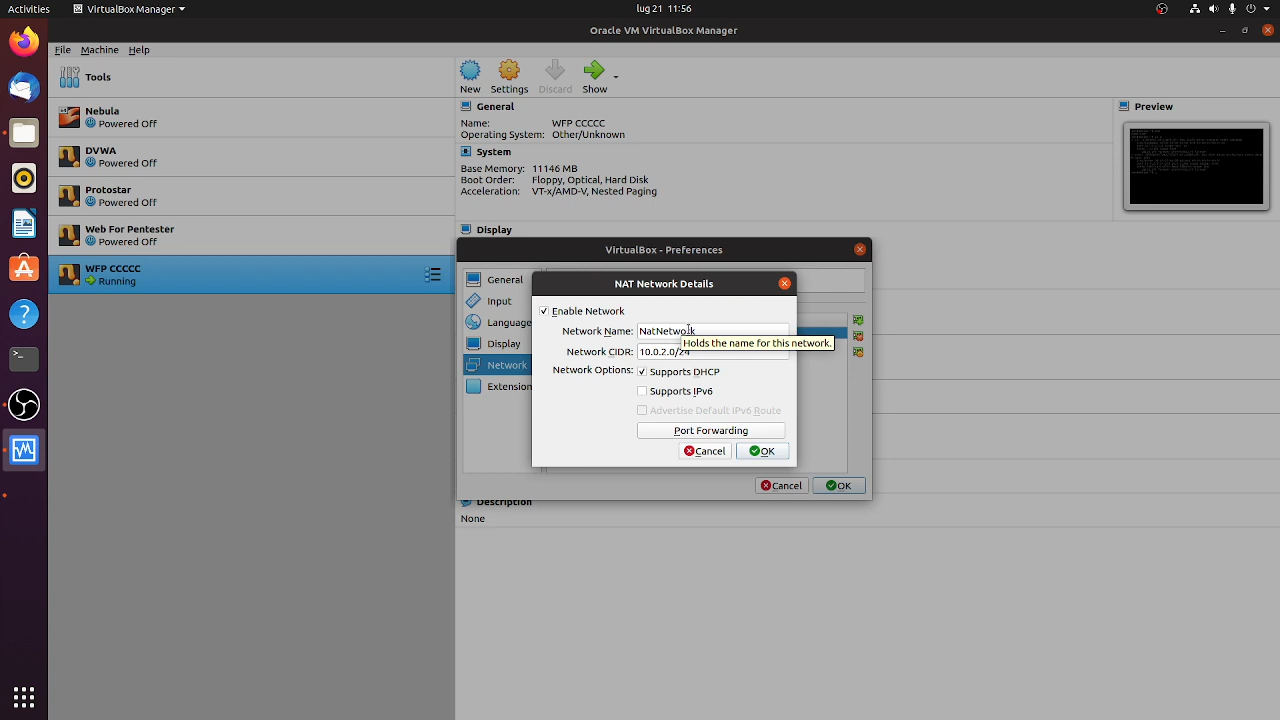 Activities
VirtualBox Manager
lug 21 11:56
Oracle VM VirtualBox Manager
File Machine Help
Tools
New Settings Discard Show
Nebula
Powered Off
DVWA
Powered Off
Protostar
Powered Off
Web For Pentester
Powered Off
WFP CCCCC
Running
General
Name: WFP CCCCC
Operating System: Other/Unknown
System
Base Memory: 11146 MB
Boot Order: Floppy, Optical, Hard Disk
Acceleration: VT-x/AMD-V, Nested Paging
Display
Preview
VirtualBox - Preferences
General
Input
Language
Display
Network
Extension
NAT Network Details
Enable Network
Network Name: NatNetwork
Holds the name for this network.
Network CIDR: 10.0.2.0/24
Network Options: Supports DHCP
Supports IPv6
Advertise Default IPv6 Route
Port Forwarding
Cancel OK
Cancel OK
Description
None